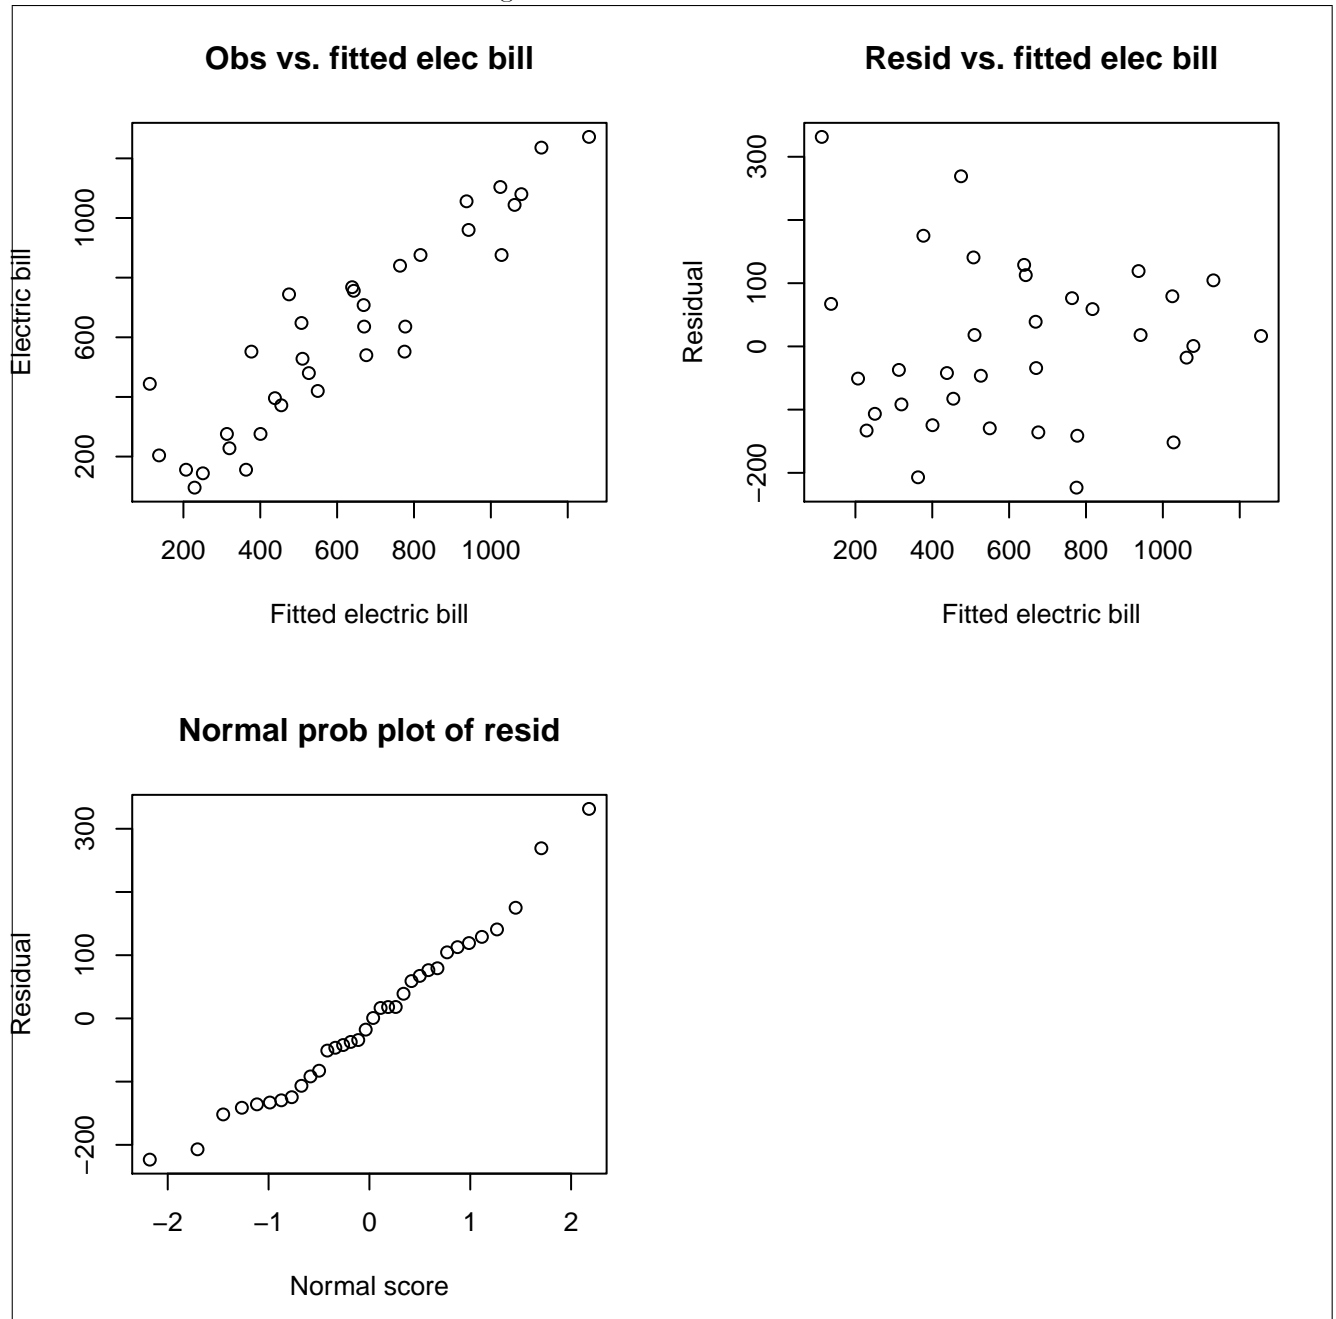 Obs vs. fitted elec bill
Electric bill
200
600
1000
200 400 600 800 1000
Fitted electric bill
Resid vs. fitted elec bill
Residual
−200
0
100
300
200 400 600 800 1000
Fitted electric bill
Normal prob plot of resid
Residual
−200
0
100
300
−2 −1 0 1 2
Normal score